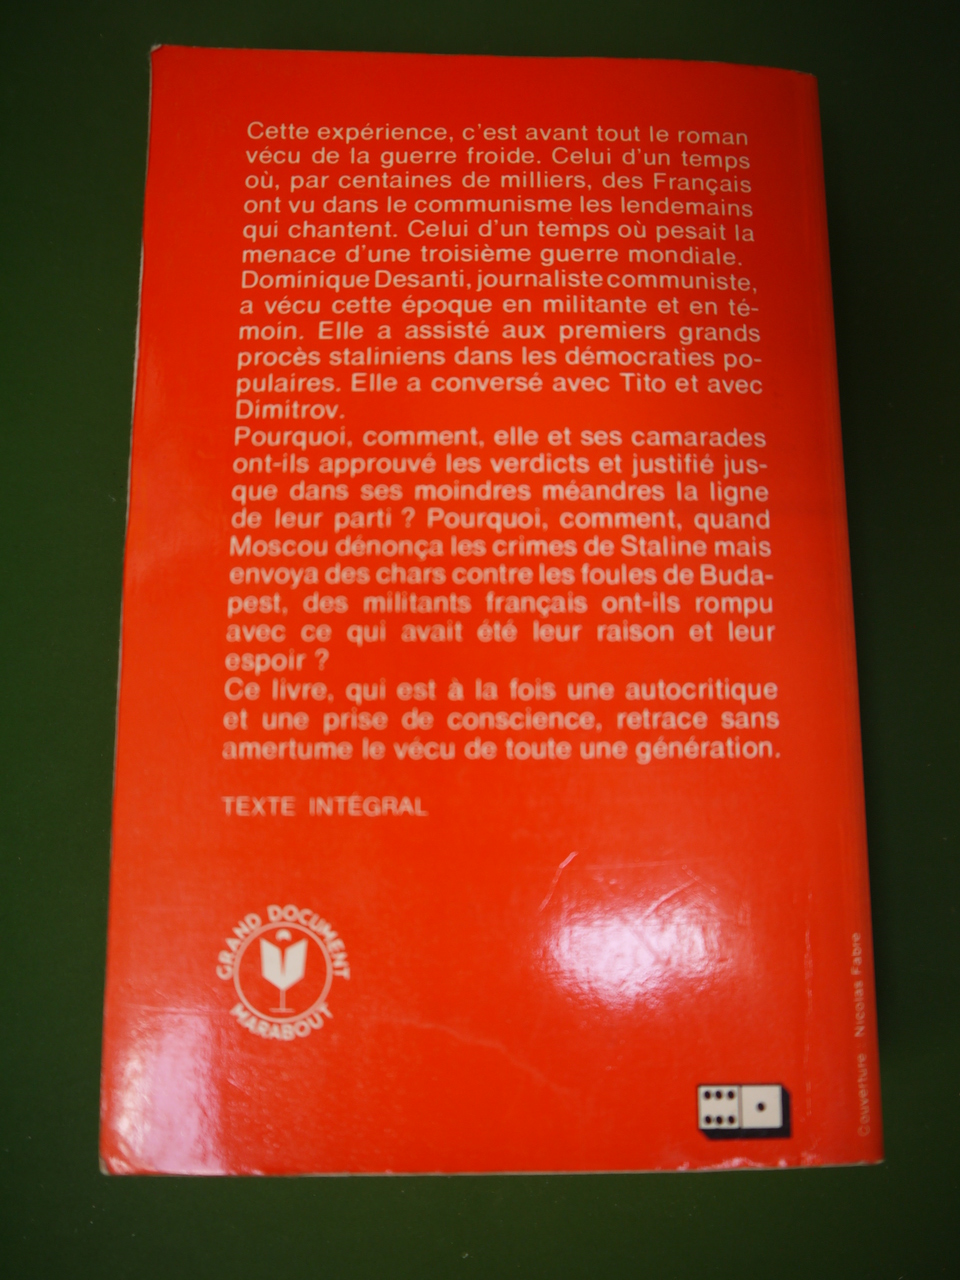 Cette expérience, c'est avant tout le roman
vécu de la guerre froide. Celui d'un temps
où, par centaines de milliers, des Français
ont vu dans le communisme les lendemains
qui chantent. Celui d'un temps où pesait la
menace d'une troisième guerre mondiale.
Dominique Desanti, journaliste communiste,
a vécu cette époque en militante et en té-
moin. Elle a assisté aux premiers grands
procès staliniens dans les démocraties po-
pulaires. Elle a conversé avec Tito et avec
Dimitrov.
Pourquoi, comment, elle et ses camarades
ont-ils approuvé les verdicts et justifié jus-
que dans ses moindres méandres la ligne
de leur parti ? Pourquoi, comment, quand
Moscou dénonça les crimes de Staline mais
envoya des chars contre les foules de Buda-
pest, des militants français ont-ils rompu
avec ce qui avait été leur raison et leur
espoir ?
Ce livre, qui est à la fois une autocritique
et une prise de conscience, retrace sans
amertume le vécu de toute une génération.
TEXTE INTÉGRAL
GRAND DOCUMENT
MARABOUT
Couverture Nicolas Fabre